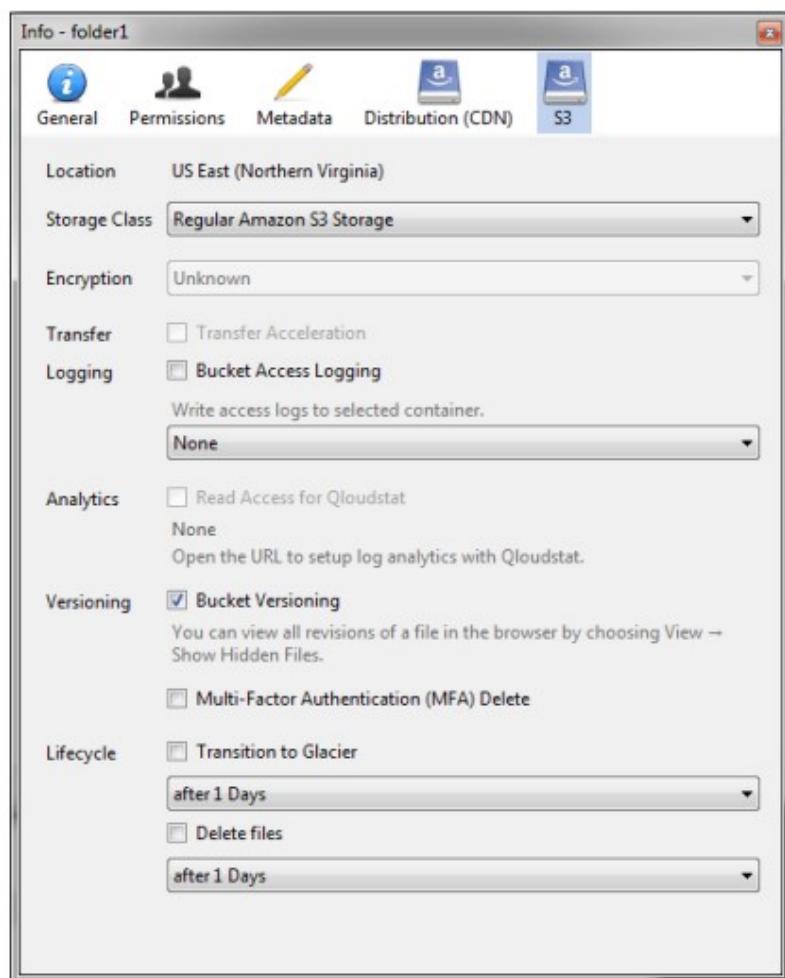 Info - folder1
General Permissions Metadata Distribution (CDN) S3
Location US East (Northern Virginia)
Storage Class Regular Amazon S3 Storage
Encryption Unknown
Transfer Transfer Acceleration
Logging Bucket Access Logging
Write access logs to selected container.
None
Analytics Read Access for Qloudstat
None
Open the URL to setup log analytics with Qloudstat.
Versioning Bucket Versioning
You can view all revisions of a file in the browser by choosing View →
Show Hidden Files.
Multi-Factor Authentication (MFA) Delete
Lifecycle Transition to Glacier
after 1 Days
Delete files
after 1 Days